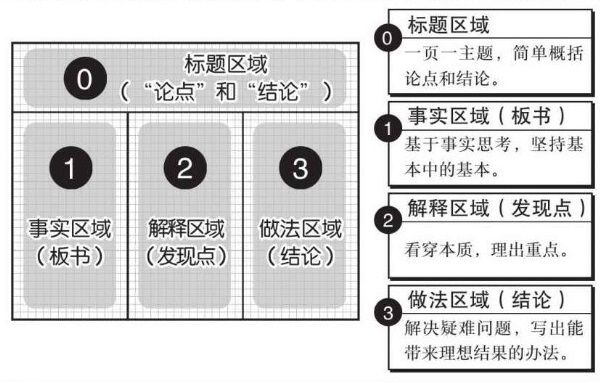 0
标题区域
（“论点”和“结论”）
1
事实区域
（板书）
2
解释区域
（发现点）
3
做法区域
（结论）
0
标题区域
一页一主题，简单概括
论点和结论。
1
事实区域（板书）
基于事实思考，坚持基
本中的基本。
2
解释区域（发现点）
看穿本质，理出重点。
3
做法区域（结论）
解决疑难问题，写出能
带来理想结果的办法。